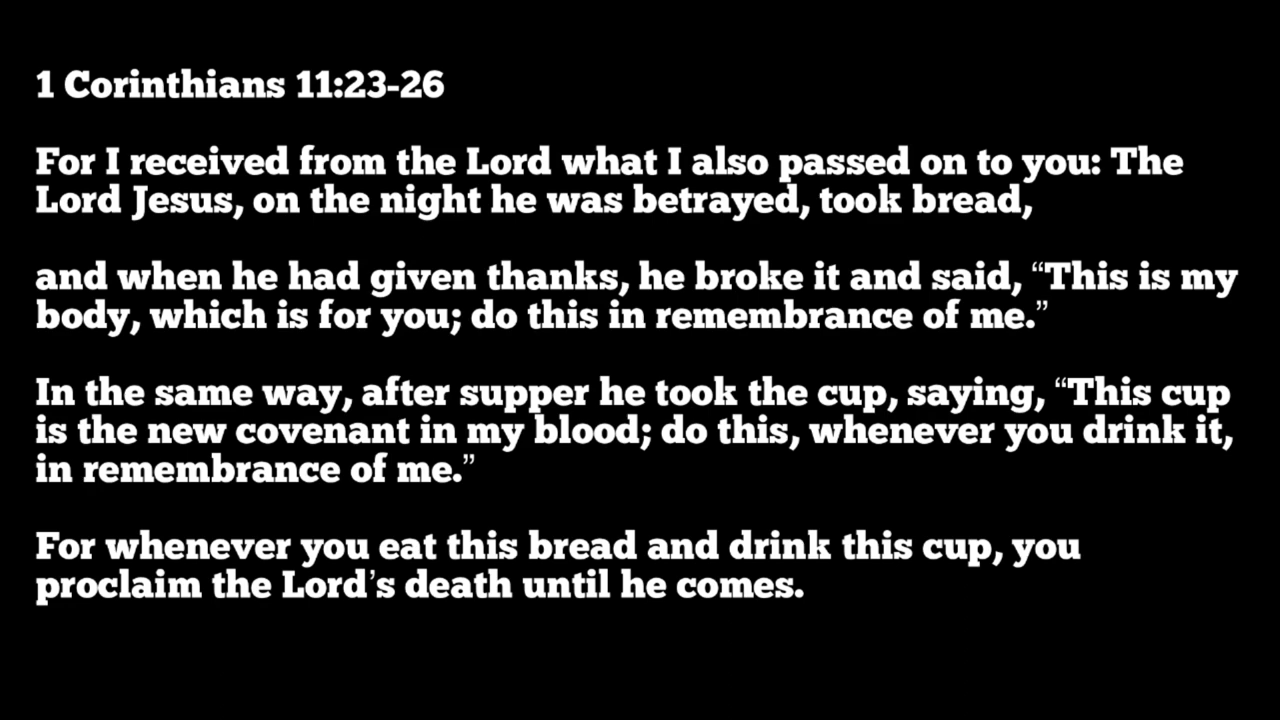 1 Corinthians 11:23-26
For I received from the Lord what I also passed on to you: The
Lord Jesus, on the night he was betrayed, took bread,
and when he had given thanks, he broke it and said, “This is my
body, which is for you; do this in remembrance of me.”
In the same way, after supper he took the cup, saying, “This cup
is the new covenant in my blood; do this, whenever you drink it,
in remembrance of me.”
For whenever you eat this bread and drink this cup, you
proclaim the Lord’s death until he comes.